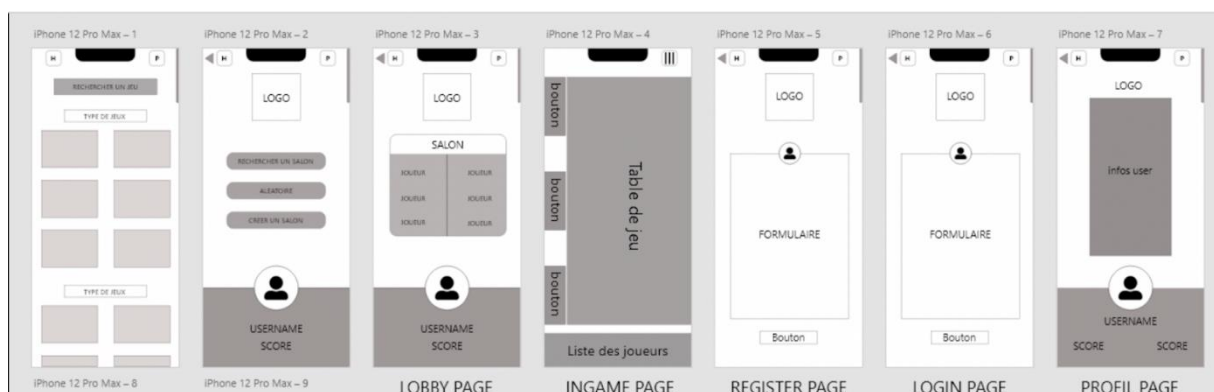 iPhone 12 Pro Max – 1
H
P
RECHERCHER UN JEU
TYPE DE JEUX
TYPE DE JEUX
iPhone 12 Pro Max – 8
iPhone 12 Pro Max – 2
H
P
LOGO
RECHERCHER UN SALON
ALEATOIRE
CREER UN SALON
USERNAME
SCORE
iPhone 12 Pro Max – 9
iPhone 12 Pro Max – 3
H
P
LOGO
SALON
JOUEUR JOUEUR
JOUEUR JOUEUR
JOUEUR JOUEUR
USERNAME
SCORE
LOBBY PAGE
iPhone 12 Pro Max – 4
bouton
bouton
bouton
Table de jeu
Liste des joueurs
INGAME PAGE
iPhone 12 Pro Max – 5
H
P
LOGO
FORMULAIRE
Bouton
REGISTER PAGE
iPhone 12 Pro Max – 6
H
P
LOGO
FORMULAIRE
Bouton
LOGIN PAGE
iPhone 12 Pro Max – 7
H
P
LOGO
infos user
USERNAME
SCORE SCORE
PROFIL PAGE